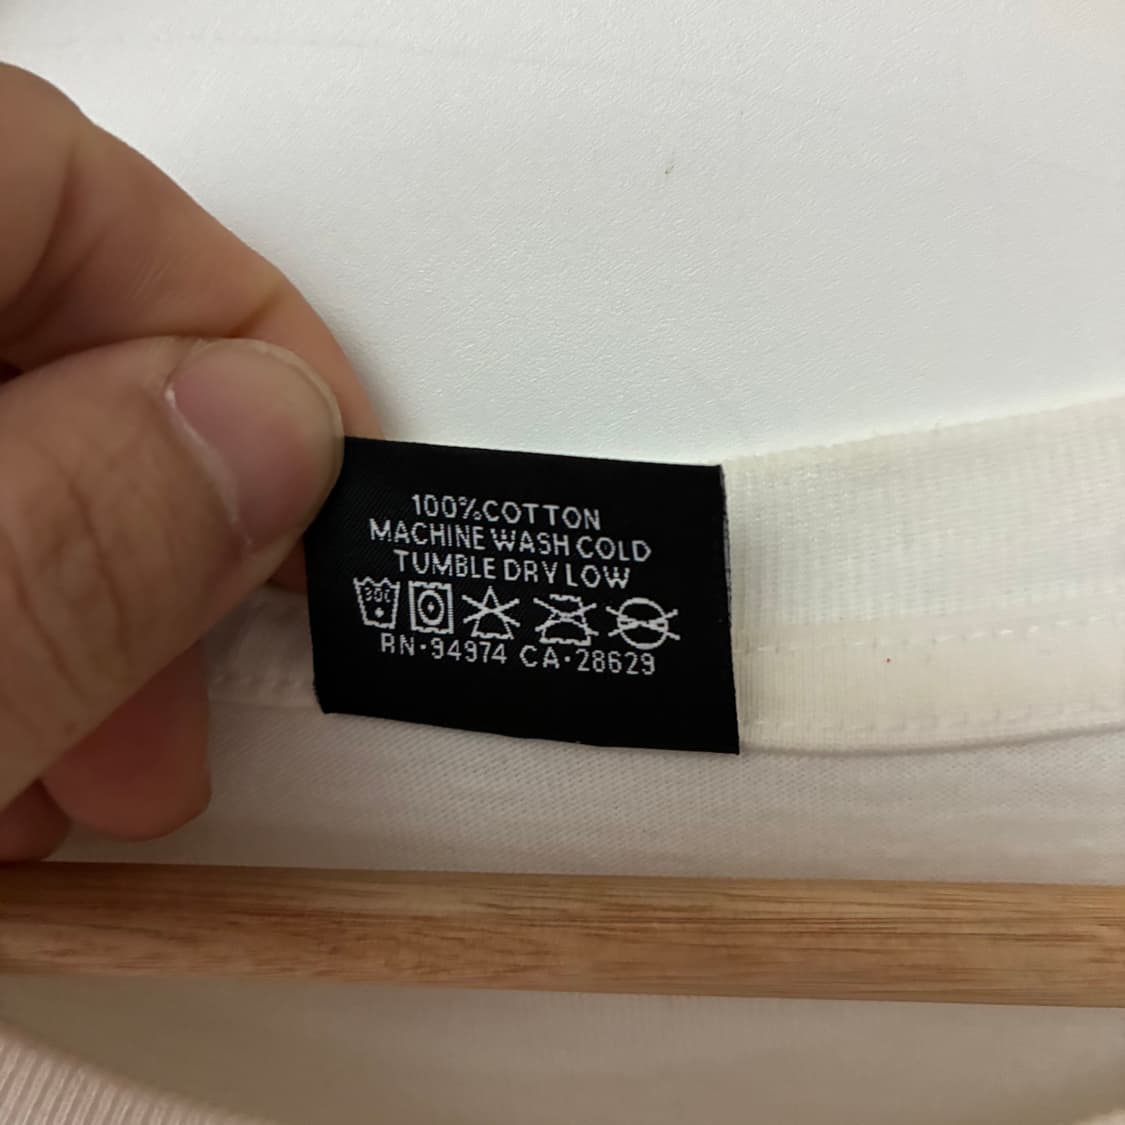 100%COTTON
MACHINE WASH COLD
TUMBLE DRY LOW
30C
RN·94974 CA·28629